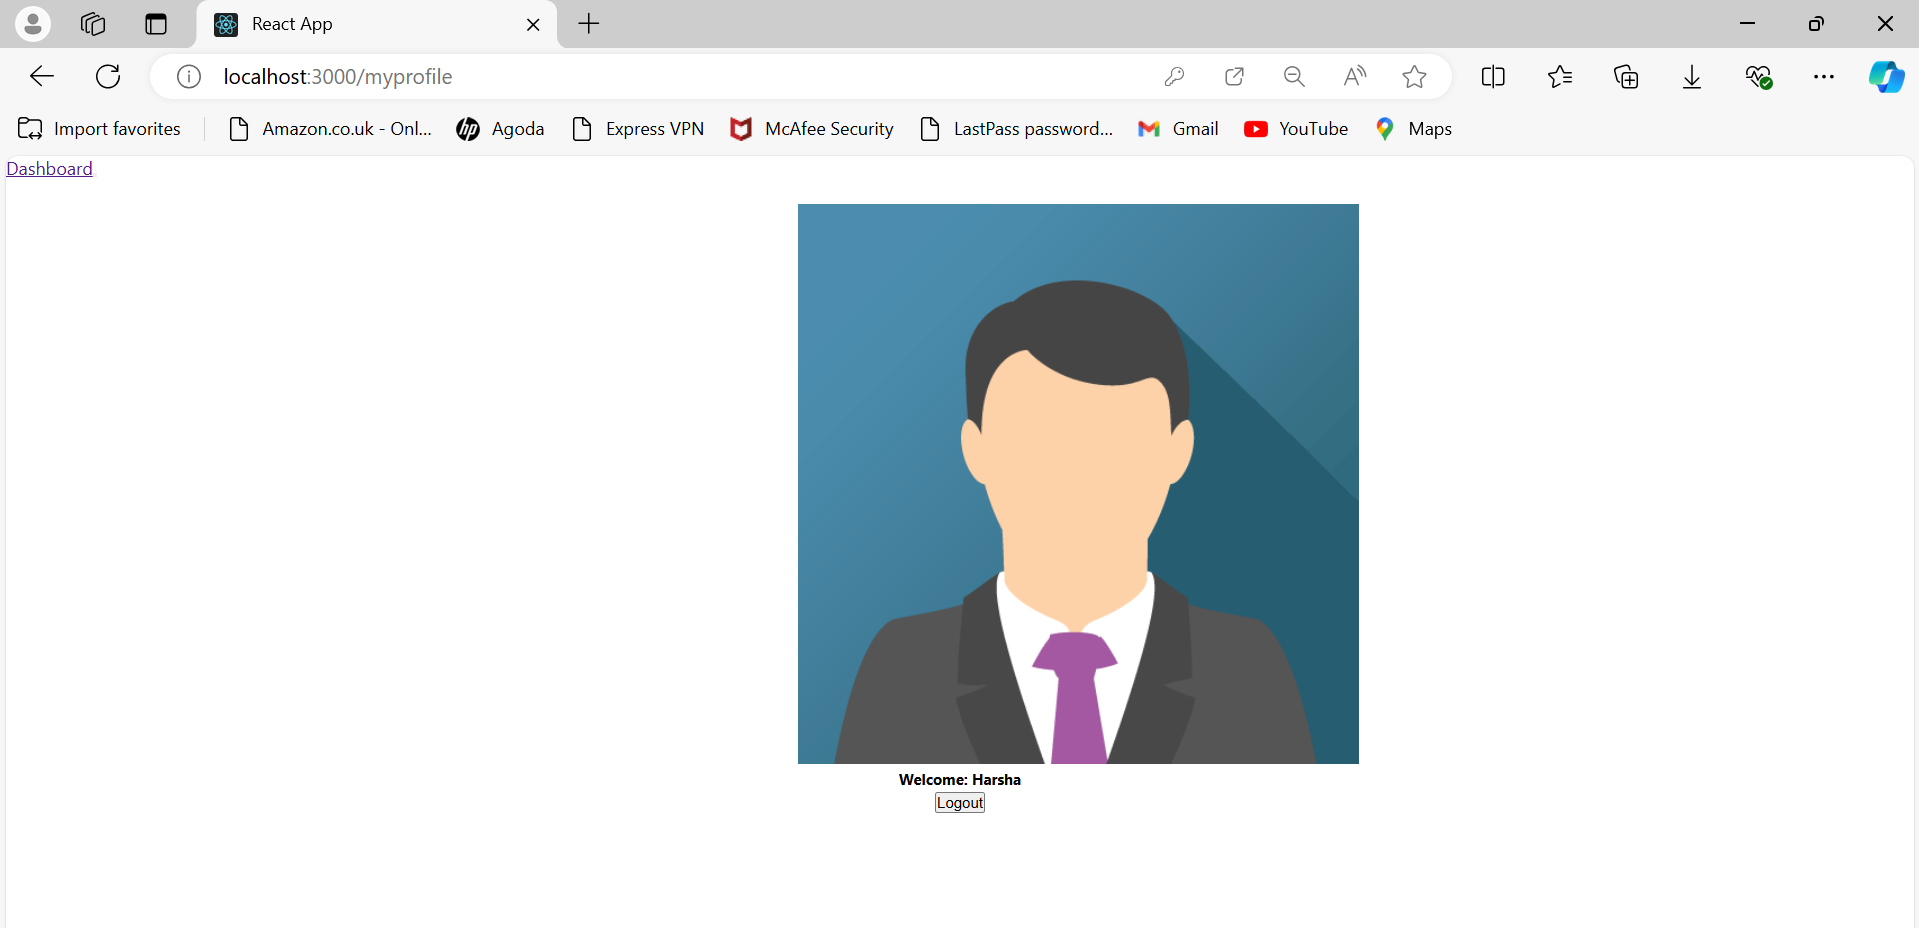 React App
localhost:3000/myprofile
Import favorites Amazon.co.uk - Onl... Agoda Express VPN McAfee Security LastPass password... Gmail YouTube Maps
Dashboard
Welcome: Harsha
Logout